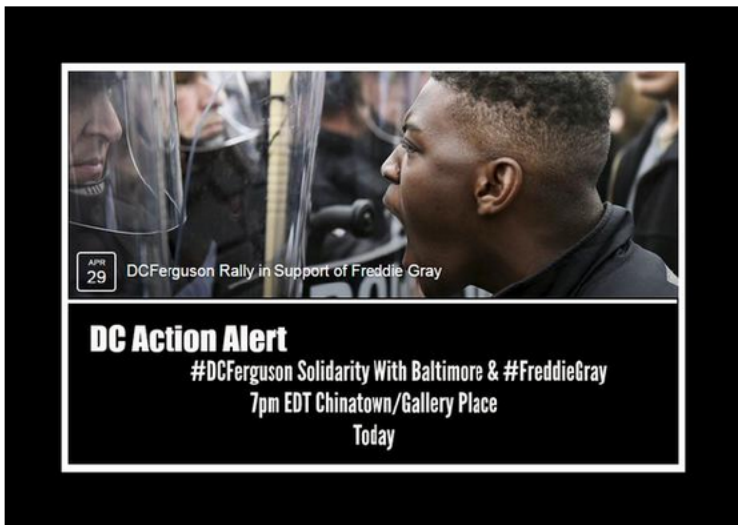 APR
29
DCFerguson Rally in Support of Freddie Gray
DC Action Alert
#DCFerguson Solidarity With Baltimore & #FreddieGray
7pm EDT Chinatown/Gallery Place
Today